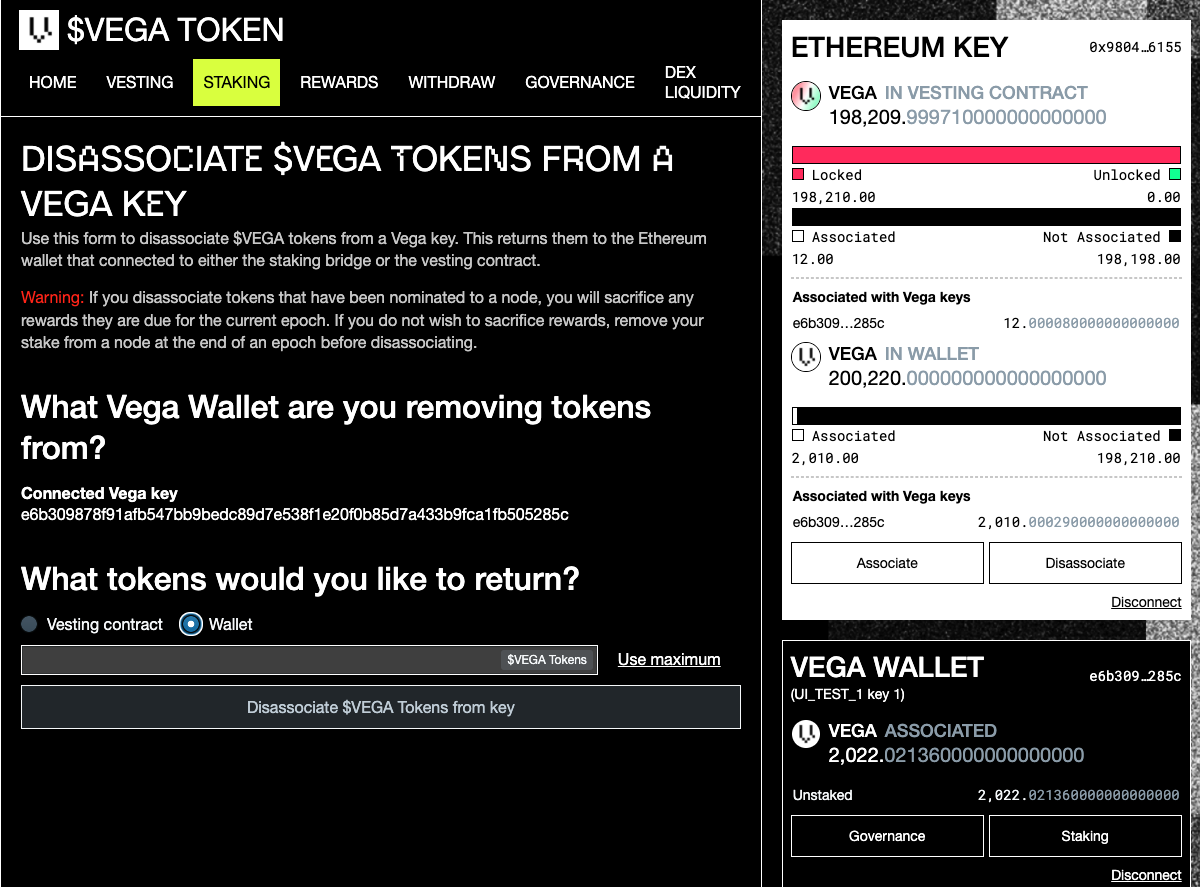 $VEGA TOKEN
HOME VESTING STAKING REWARDS WITHDRAW GOVERNANCE DEX LIQUIDITY
DISASSOCIATE $VEGA TOKENS FROM A
VEGA KEY
Use this form to disassociate $VEGA tokens from a Vega key. This returns them to the Ethereum
wallet that connected to either the staking bridge or the vesting contract.
Warning: If you disassociate tokens that have been nominated to a node, you will sacrifice any
rewards they are due for the current epoch. If you do not wish to sacrifice rewards, remove your
stake from a node at the end of an epoch before disassociating.
What Vega Wallet are you removing tokens
from?
Connected Vega key
e6b309878f91afb547bb9bedc89d7e538f1e20f0b85d7a433b9fca1fb505285c
What tokens would you like to return?
Vesting contract Wallet
$VEGA Tokens Use maximum
Disassociate $VEGA Tokens from key
ETHEREUM KEY 0x9804…6155
VEGA IN VESTING CONTRACT
198,209.999710000000000000
Locked Unlocked
198,210.00 0.00
Associated Not Associated
12.00 198,198.00
Associated with Vega keys
e6b309…285c 12.000080000000000000
VEGA IN WALLET
200,220.000000000000000000
Associated Not Associated
2,010.00 198,210.00
Associated with Vega keys
e6b309…285c 2,010.000290000000000000
Associate Disassociate
Disconnect
VEGA WALLET e6b309…285c
(UI_TEST_1 key 1)
VEGA ASSOCIATED
2,022.021360000000000000
Unstaked 2,022.021360000000000000
Governance Staking
Disconnect